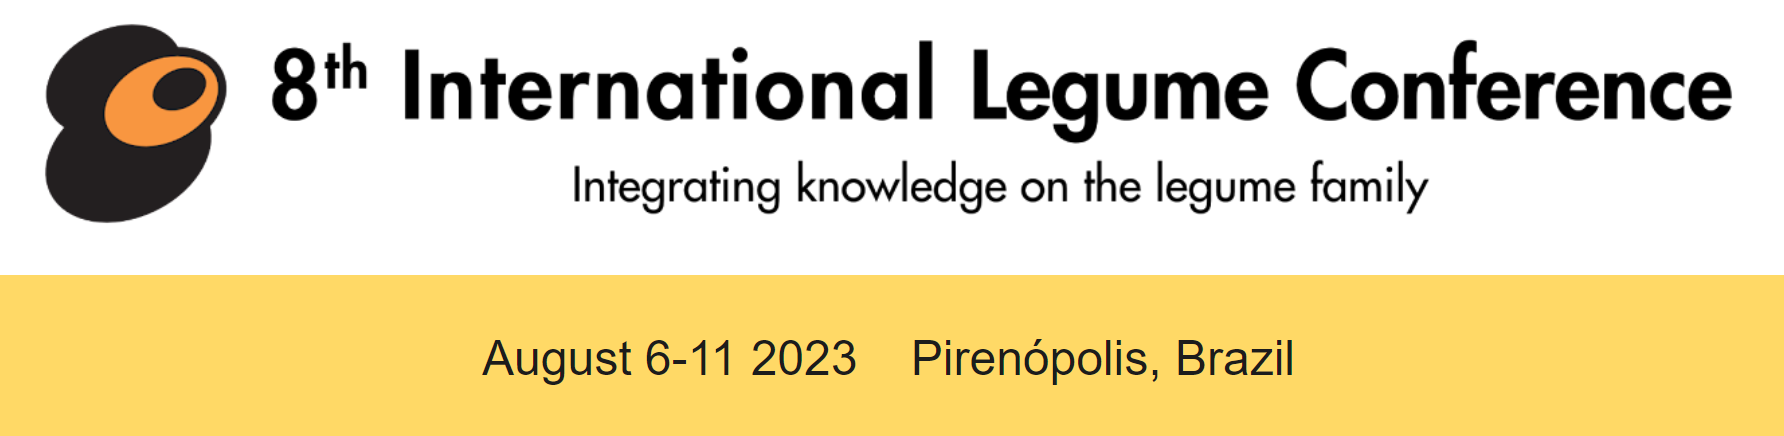 8th International Legume Conference
Integrating knowledge on the legume family
August 6-11 2023 Pirenópolis, Brazil